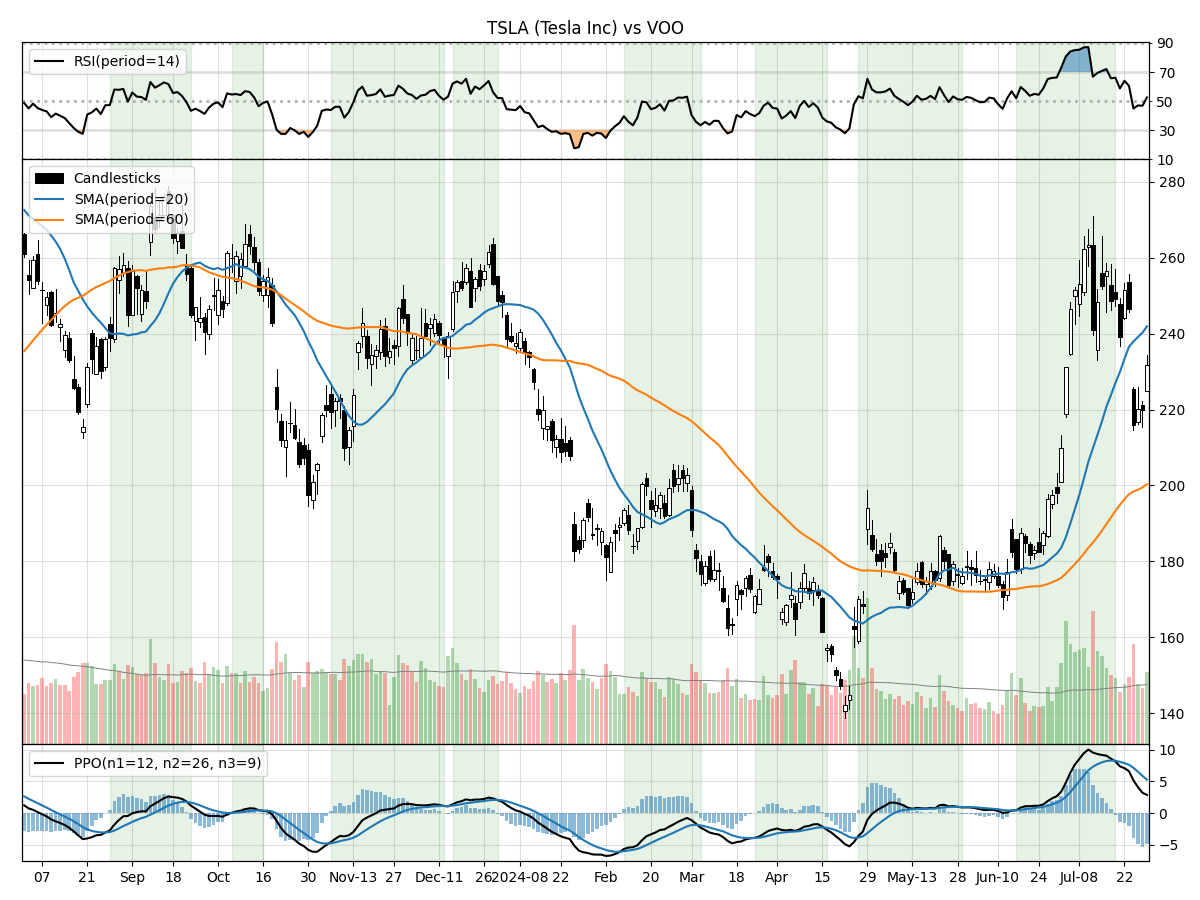 TSLA (Tesla Inc) vs VOO
RSI(period=14)
90
70
50
30
10
Candlesticks
SMA(period=20)
SMA(period=60)
280
260
240
220
200
180
160
140
PPO(n1=12, n2=26, n3=9)
10
5
0
−5
07 21 Sep 18 Oct 16 30 Nov-13 27 Dec-11 26 2024-08 22 Feb 20 Mar 18 Apr 15 29 May-13 28 Jun-10 24 Jul-08 22